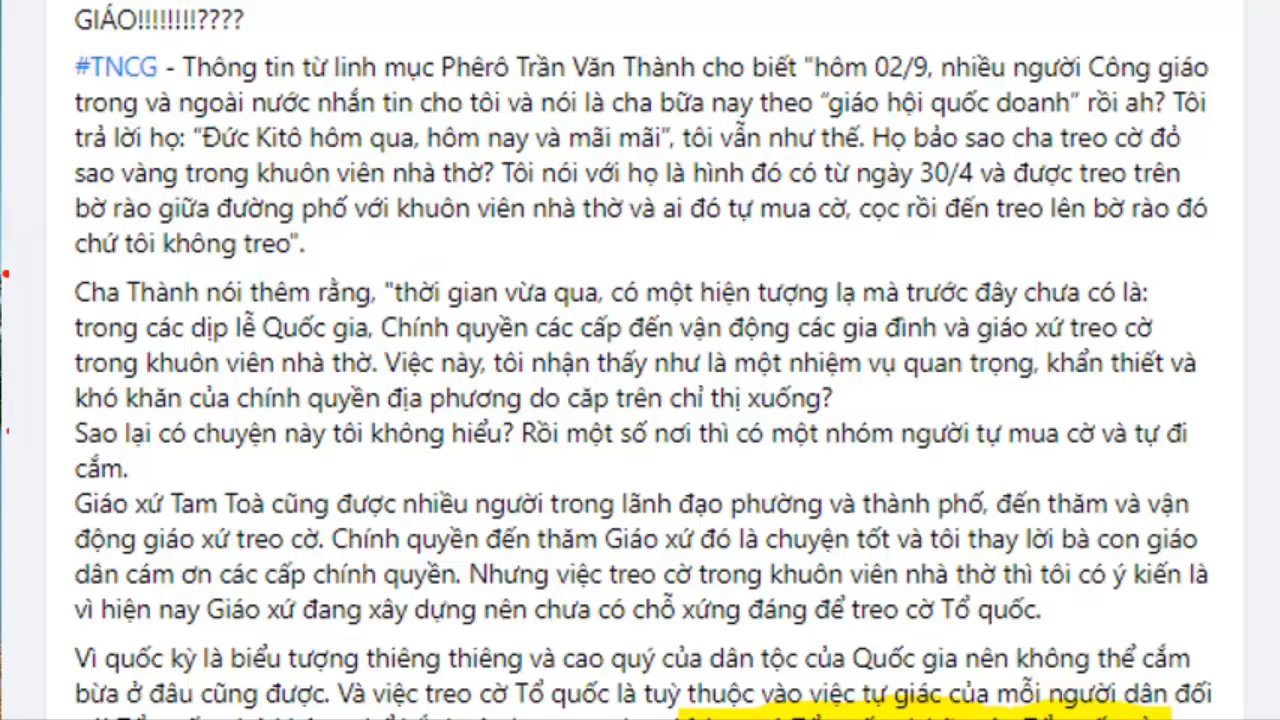 GIÁO!!!!!!!!????
#TNCG - Thông tin từ linh mục Phêrô Trần Văn Thành cho biết "hôm 02/9, nhiều người Công giáo
trong và ngoài nước nhắn tin cho tôi và nói là cha bữa nay theo “giáo hội quốc doanh” rồi ah? Tôi
trả lời họ: “Đức Kitô hôm qua, hôm nay và mãi mãi”, tôi vẫn như thế. Họ bảo sao cha treo cờ đỏ
sao vàng trong khuôn viên nhà thờ? Tôi nói với họ là hình đó có từ ngày 30/4 và được treo trên
bờ rào giữa đường phố với khuôn viên nhà thờ và ai đó tự mua cờ, cọc rồi đến treo lên bờ rào đó
chứ tôi không treo".
Cha Thành nói thêm rằng, "thời gian vừa qua, có một hiện tượng lạ mà trước đây chưa có là:
trong các dịp lễ Quốc gia, Chính quyền các cấp đến vận động các gia đình và giáo xứ treo cờ
trong khuôn viên nhà thờ. Việc này, tôi nhận thấy như là một nhiệm vụ quan trọng, khẩn thiết và
khó khăn của chính quyền địa phương do căp trên chỉ thị xuống?
Sao lại có chuyện này tôi không hiểu? Rồi một số nơi thì có một nhóm người tự mua cờ và tự đi
cắm.
Giáo xứ Tam Toà cũng được nhiều người trong lãnh đạo phường và thành phố, đến thăm và vận
động giáo xứ treo cờ. Chính quyền đến thăm Giáo xứ đó là chuyện tốt và tôi thay lời bà con giáo
dân cám ơn các cấp chính quyền. Nhưng việc treo cờ trong khuôn viên nhà thờ thì tôi có ý kiến là
vì hiện nay Giáo xứ đang xây dựng nên chưa có chỗ xứng đáng để treo cờ Tổ quốc.
Vì quốc kỳ là biểu tượng thiêng thiêng và cao quý của dân tộc của Quốc gia nên không thể cắm
bừa ở đâu cũng được. Và việc treo cờ Tổ quốc là tuỳ thuộc vào việc tự giác của mỗi người dân đối